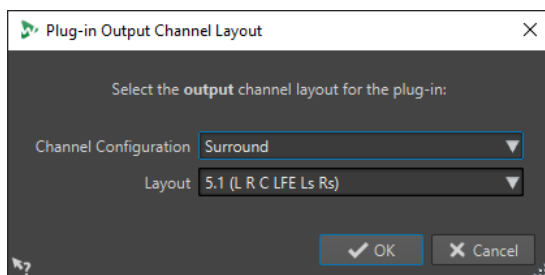 Plug-in Output Channel Layout
Select the output channel layout for the plug-in:
Channel Configuration Surround
Layout 5.1 (L R C LFE Ls Rs)
OK Cancel